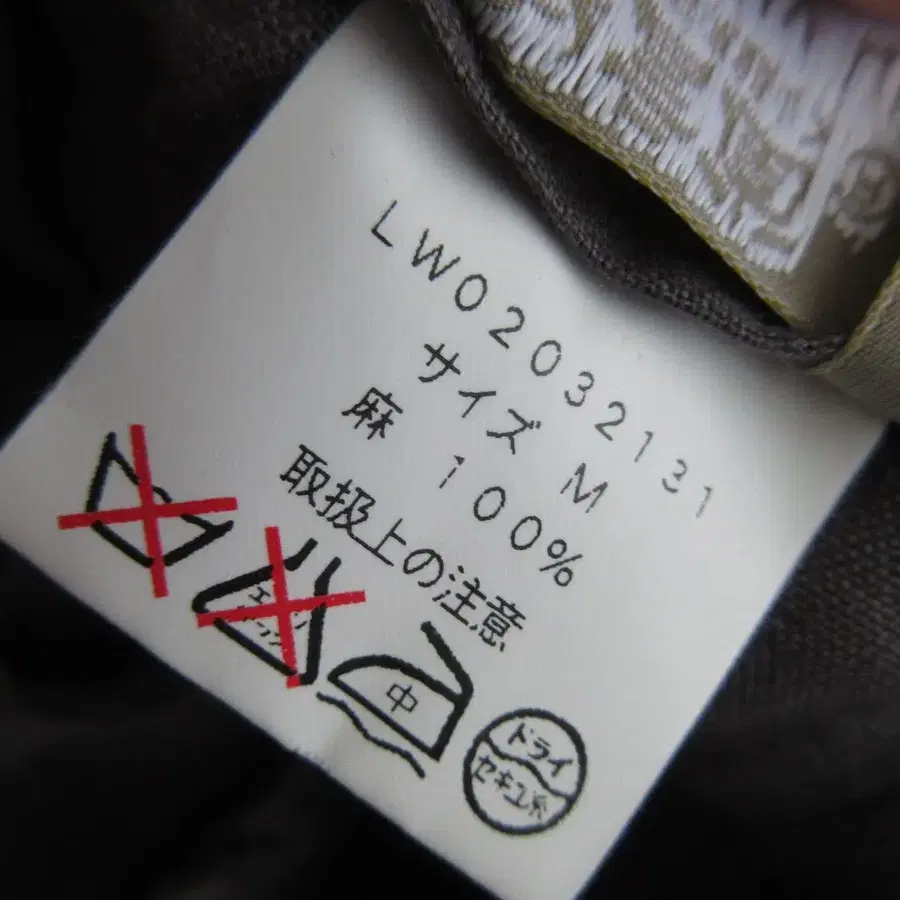 LW02032131
サイズ M
麻 100%
取扱上の注意
中
ドライ
セキユ系